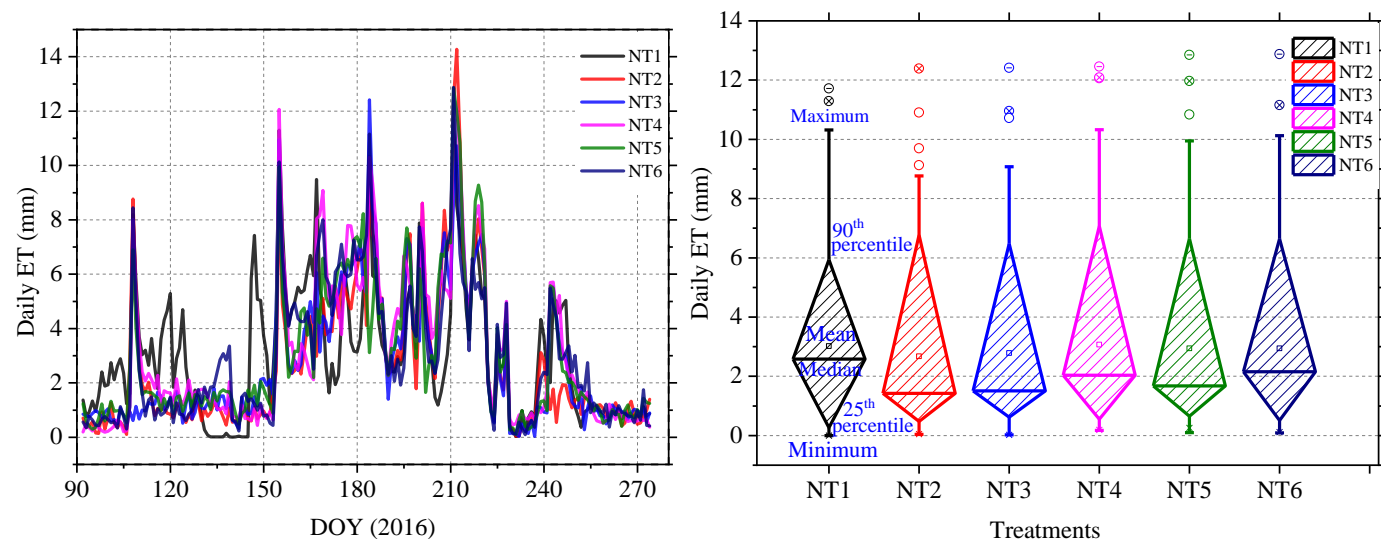 14
12
10
8
6
4
2
0
Daily ET (mm)
90
120
150
180
210
240
270
DOY (2016)
NT1
NT2
NT3
NT4
NT5
NT6
14
12
10
8
6
4
2
0
Daily ET (mm)
Maximum
90th
percentile
Mean
Median
25th
percentile
Minimum
NT1
NT2
NT3
NT4
NT5
NT6
NT1
NT2
NT3
NT4
NT5
NT6
Treatments